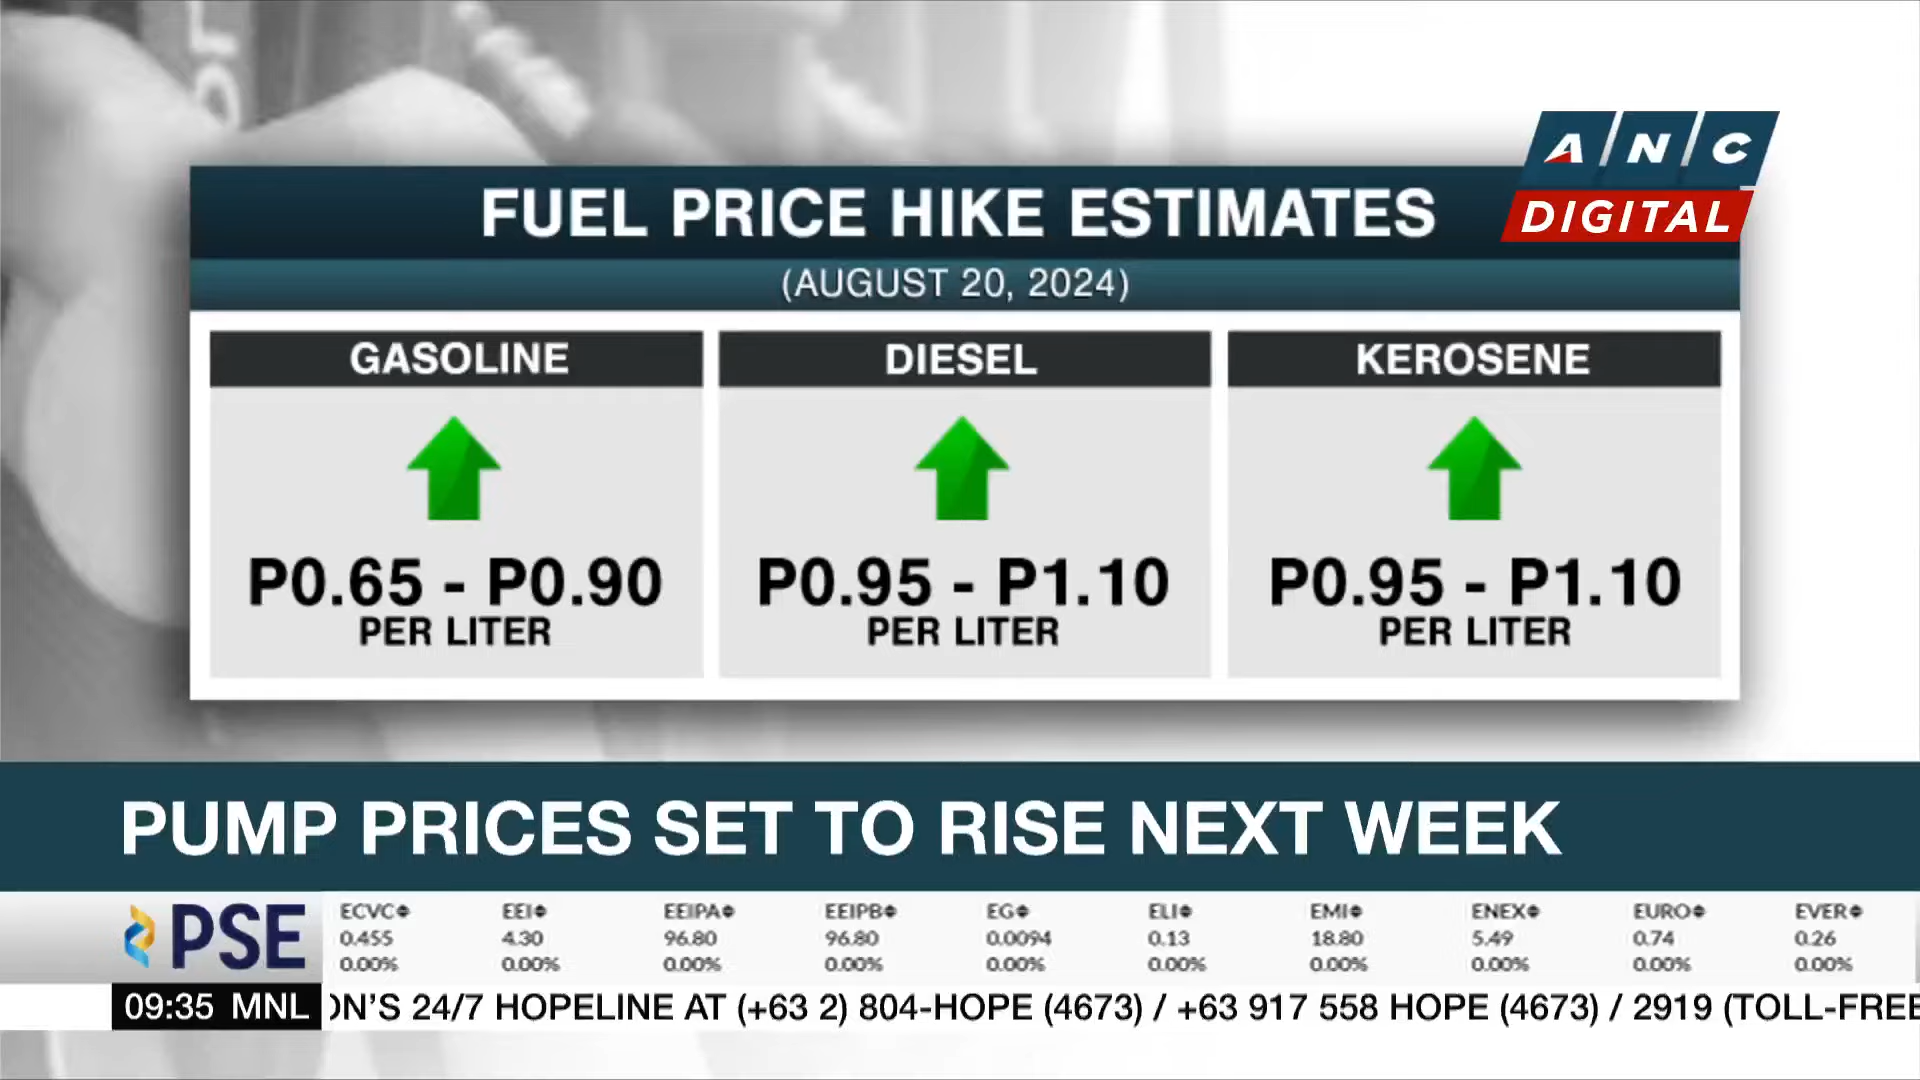 ANC
DIGITAL
FUEL PRICE HIKE ESTIMATES
(AUGUST 20, 2024)
GASOLINE
P0.65 - P0.90
PER LITER
DIESEL
P0.95 - P1.10
PER LITER
KEROSENE
P0.95 - P1.10
PER LITER
PUMP PRICES SET TO RISE NEXT WEEK
PSE
ECVC EEI EEIPA EEIPB EG ELI EMI ENEX EURO EVER
0.455 4.30 96.80 96.80 0.0094 0.13 18.80 5.49 0.74 0.26
0.00% 0.00% 0.00% 0.00% 0.00% 0.00% 0.00% 0.00% 0.00% 0.00%
09:35 MNL
ON'S 24/7 HOPELINE AT (+63 2) 804-HOPE (4673) / +63 917 558 HOPE (4673) / 2919 (TOLL-FREE